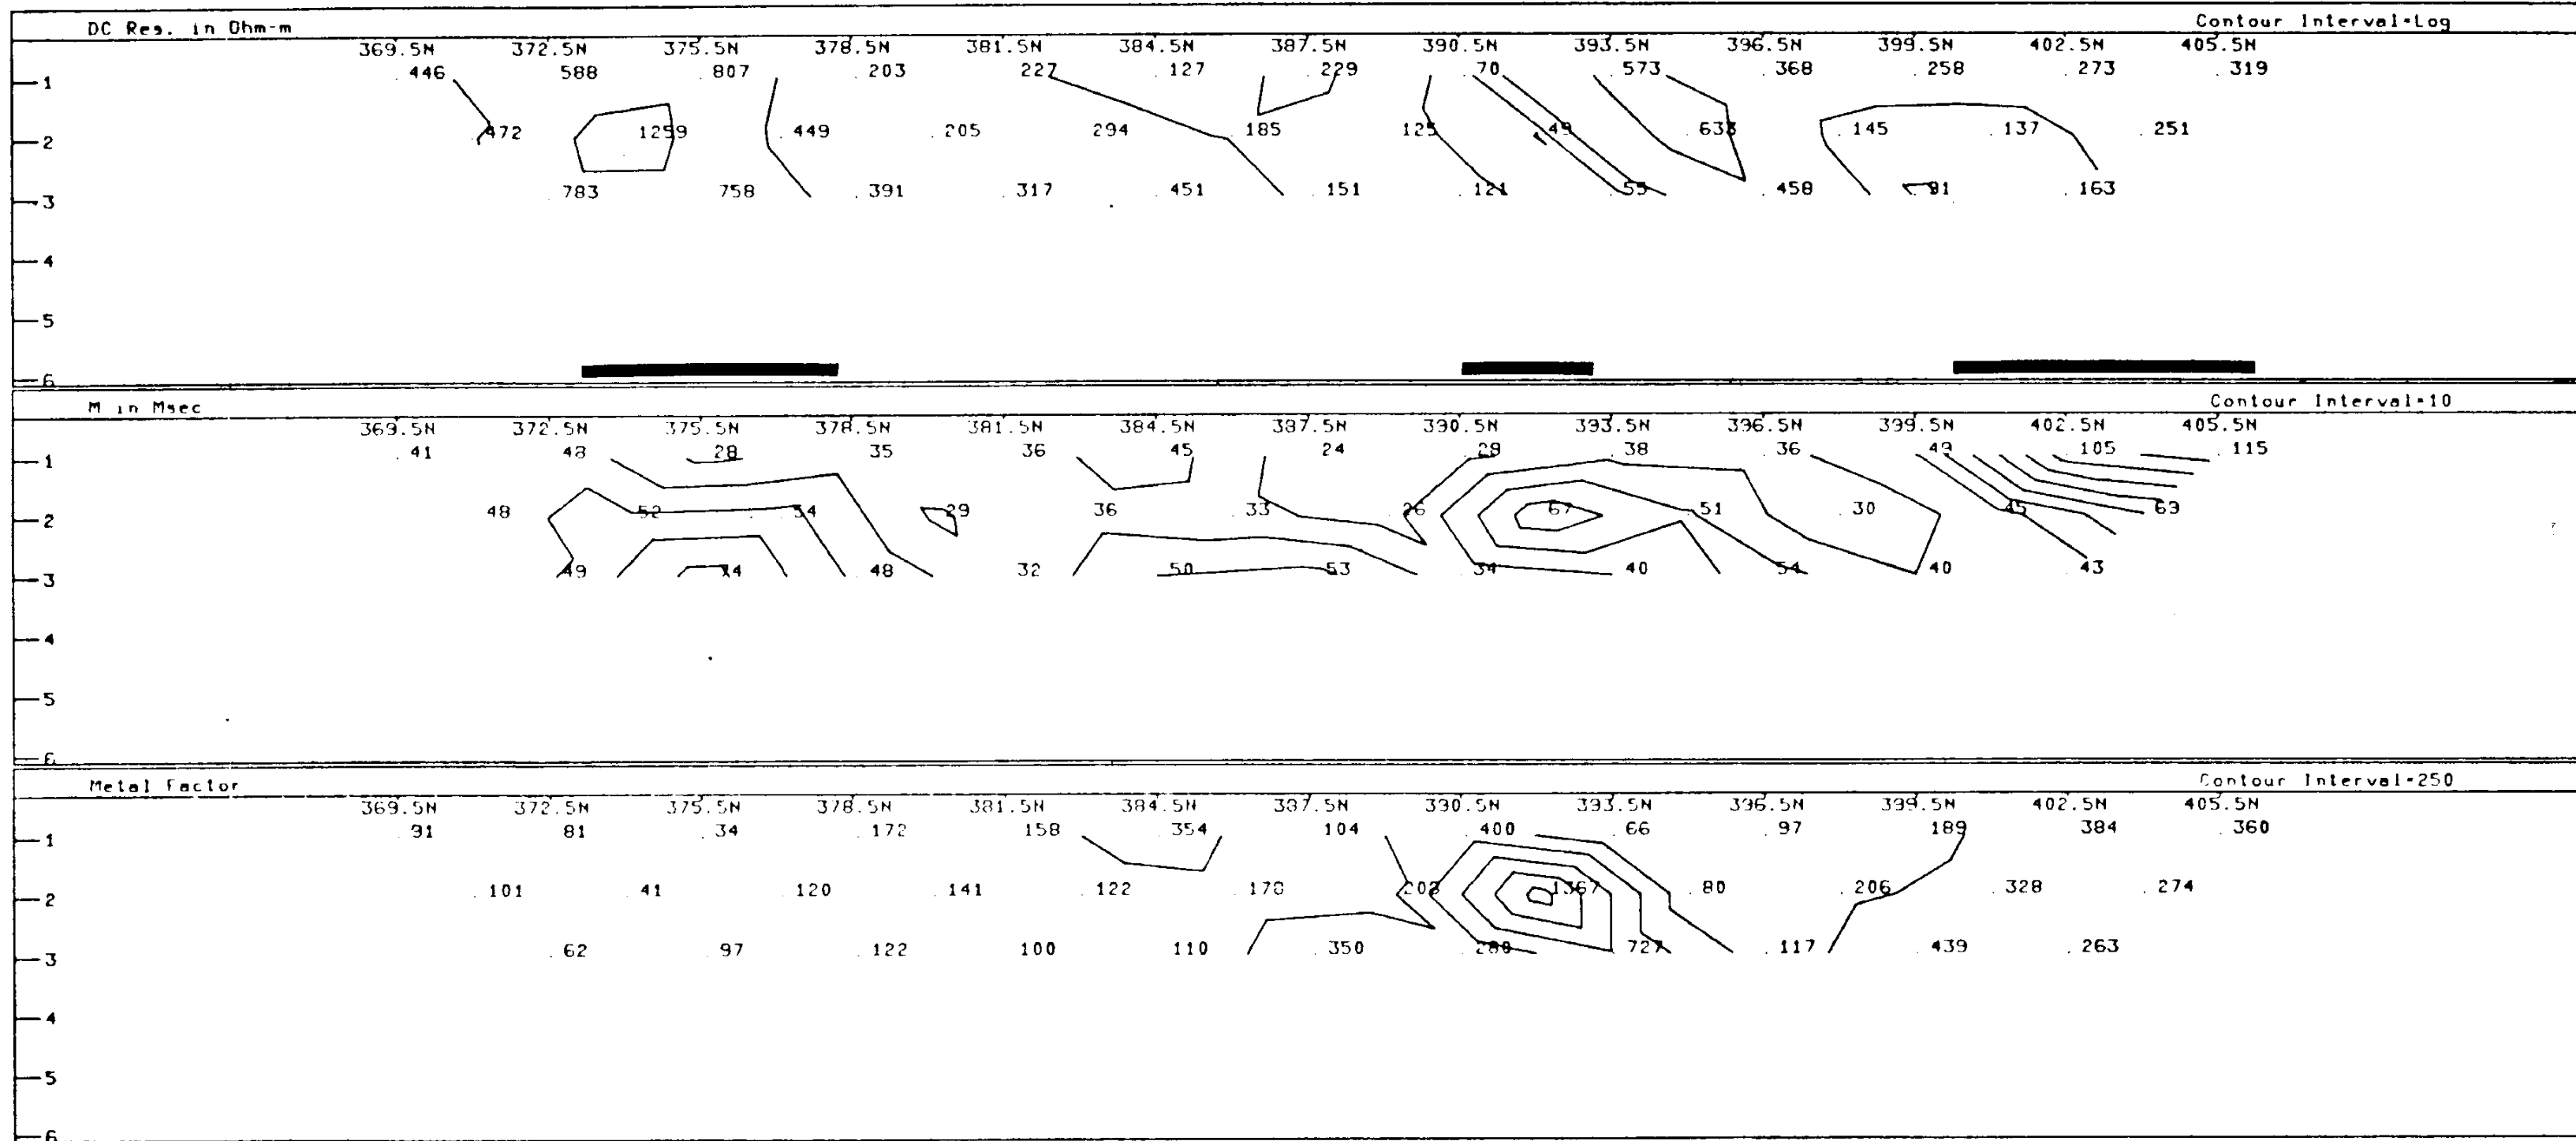 DC Res. in Ohm-m Contour Interval=Log
369.5N 372.5N 375.5N 378.5N 381.5N 384.5N 387.5N 390.5N 393.5N 396.5N 399.5N 402.5N 405.5N
446 588 807 203 227 127 229 70 573 368 258 273 319
1
472 1259 449 205 294 185 125 49 633 145 137 251
2
783 758 391 317 451 151 121 55 458 91 163
3
4
5
6
M in Msec Contour Interval=10
369.5N 372.5N 375.5N 378.5N 381.5N 384.5N 387.5N 390.5N 393.5N 396.5N 399.5N 402.5N 405.5N
41 48 28 35 36 45 24 28 38 36 49 105 115
1
48 52 54 29 36 33 26 67 51 30 45 69
2
49 74 48 32 50 53 34 40 54 40 43
3
4
5
6
Metal Factor Contour Interval=250
369.5N 372.5N 375.5N 378.5N 381.5N 384.5N 387.5N 390.5N 393.5N 396.5N 399.5N 402.5N 405.5N
91 81 34 172 158 354 104 400 66 97 189 384 360
1
101 41 120 141 122 178 208 1367 80 206 328 274
2
62 97 122 100 110 350 280 727 117 439 263
3
4
5
6